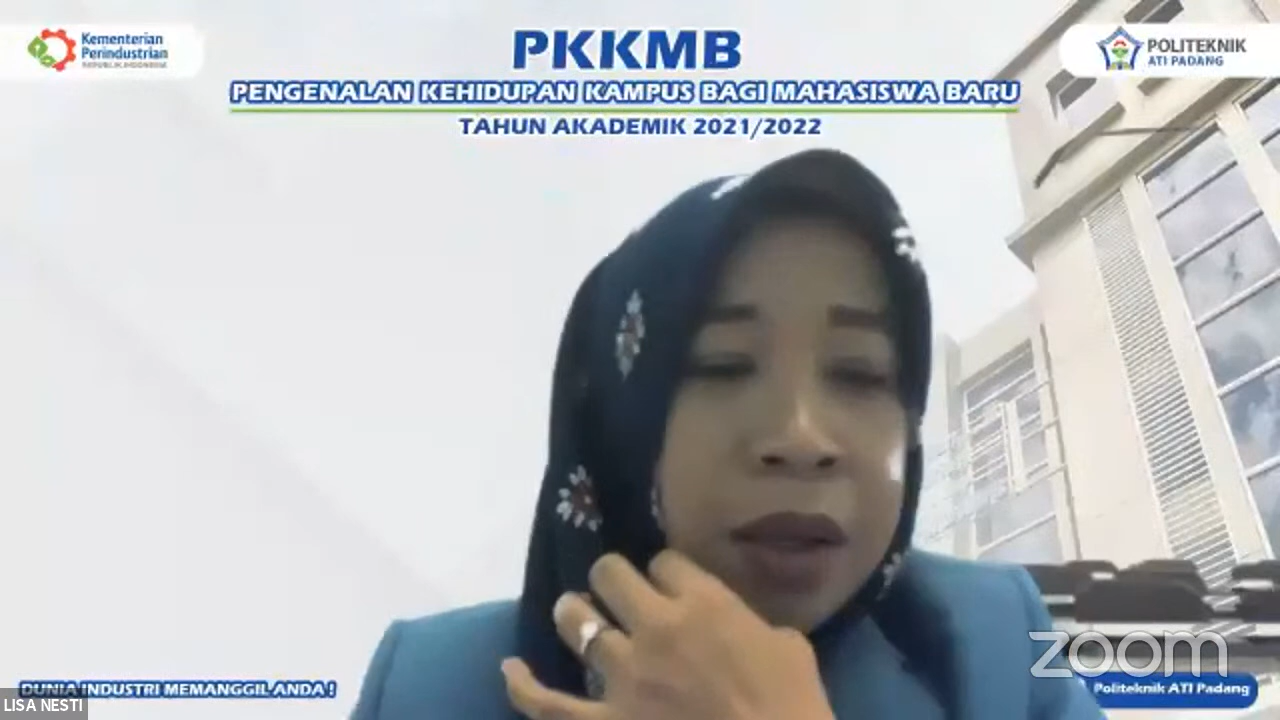 Kementerian
Perindustrian
REPUBLIK INDONESIA
PKKMB
PENGENALAN KEHIDUPAN KAMPUS BAGI MAHASISWA BARU
TAHUN AKADEMIK 2021/2022
POLITEKNIK
ATI PADANG
zoom
DUNIA INDUSTRI MEMANGGIL ANDA !
Politeknik ATI Padang
LISA NESTI